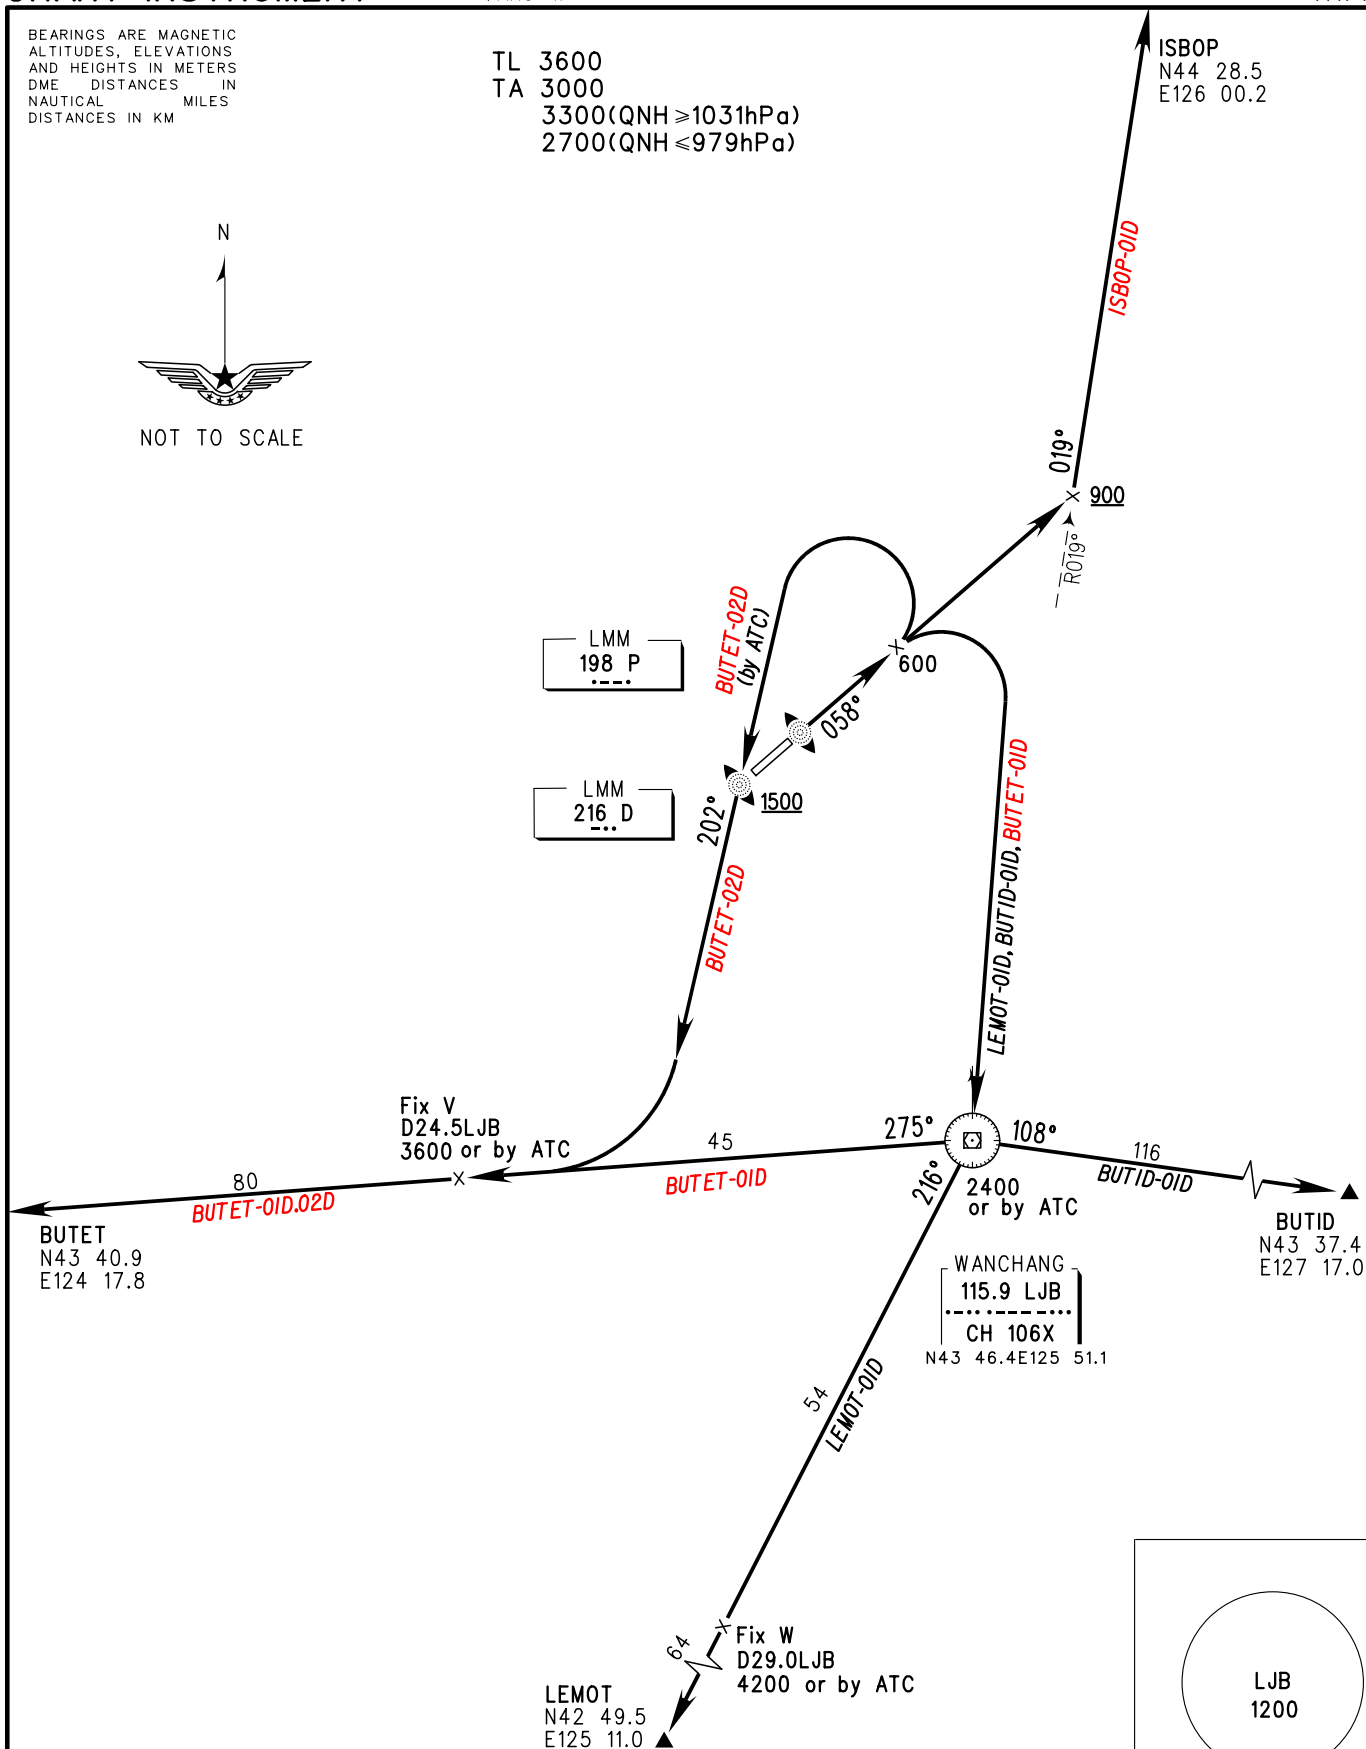 BEARINGS ARE MAGNETIC
ALTITUDES, ELEVATIONS
AND HEIGHTS IN METERS
DME DISTANCES IN
NAUTICAL MILES
DISTANCES IN KM
TL 3600
TA 3000
3300(QNH ≥1031hPa)
2700(QNH ≤979hPa)
ISBOP
N44 28.5
E126 00.2
N
NOT TO SCALE
ISBOP-01D
019°
900
R019°
BUTET-02D
(by ATC)
LMM
198 P
600
058°
LMM
216 D
1500
202°
BUTET-02D
LEMOT-01D, BUTID-01D, BUTET-01D
Fix V
D24.5LJB
3600 or by ATC
45
275°
108°
116
BUTID-01D
80
BUTET-01D,02D
BUTET-01D
216°
2400
or by ATC
BUTET
N43 40.9
E124 17.8
BUTID
N43 37.4
E127 17.0
WANCHANG
115.9 LJB
CH 106X
N43 46.4E125 51.1
54
LEMOT-01D
64
Fix W
D29.0LJB
4200 or by ATC
LEMOT
N42 49.5
E125 11.0
LJB
1200